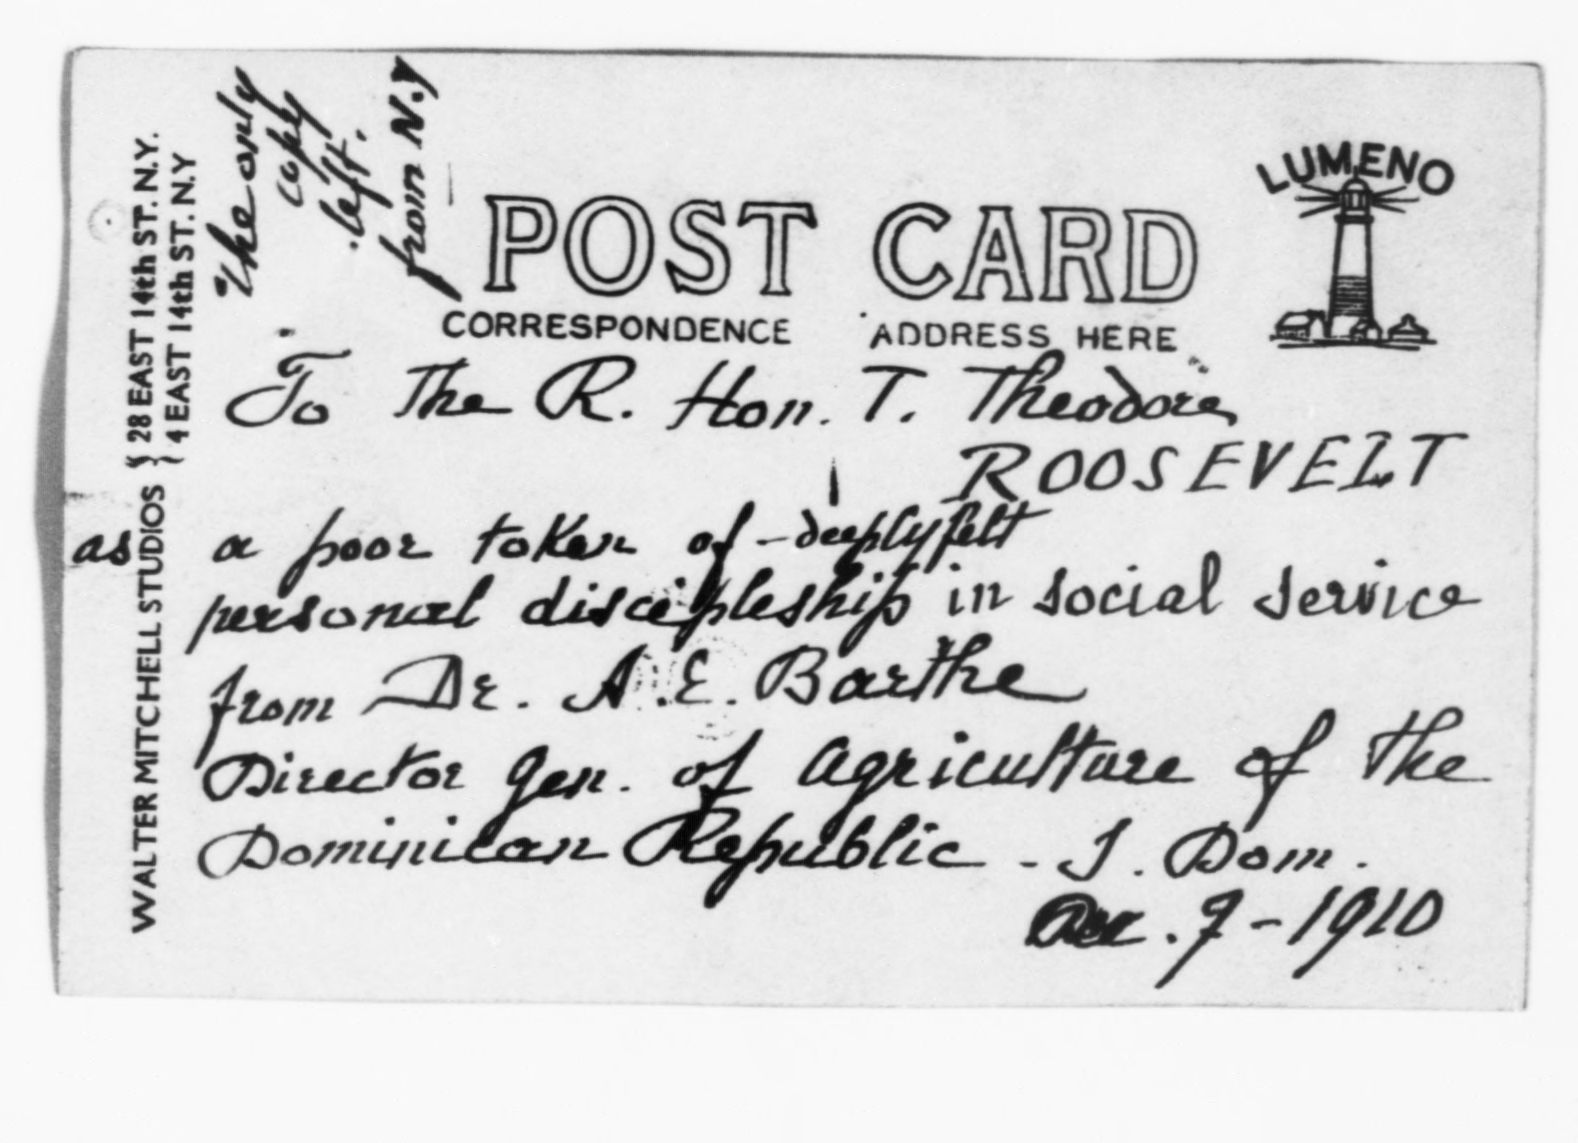 The only
copy
left.
from N.Y
WALTER MITCHELL STUDIOS { 28 EAST 14th ST. N.Y.
4 EAST 14th ST. N.Y
POST CARD
LUMENO
CORRESPONDENCE ADDRESS HERE
To The R. Hon. T. Theodore
ROOSEVELT
as a poor token of - deeply felt
personal discipleship in social service
from Dr. A. E. Barthe
Director Gen. of Agriculture of the
Dominican Republic - S. Dom.
Dec. 7 - 1910